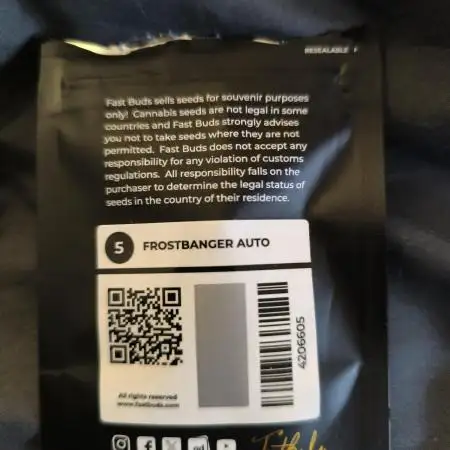 RESEALABLE
Fast Buds sells seeds for souvenir purposes
only! Cannabis seeds are not legal in some
countries and Fast Buds strongly advises
you not to take seeds where they are not
permitted. Fast Buds does not accept any
responsibility for any violation of customs
regulations. All responsibility falls on the
purchaser to determine the legal status of
seeds in the country of their residence.
5 FROSTBANGER AUTO
4206605
All rights reserved
www.fastbuds.com